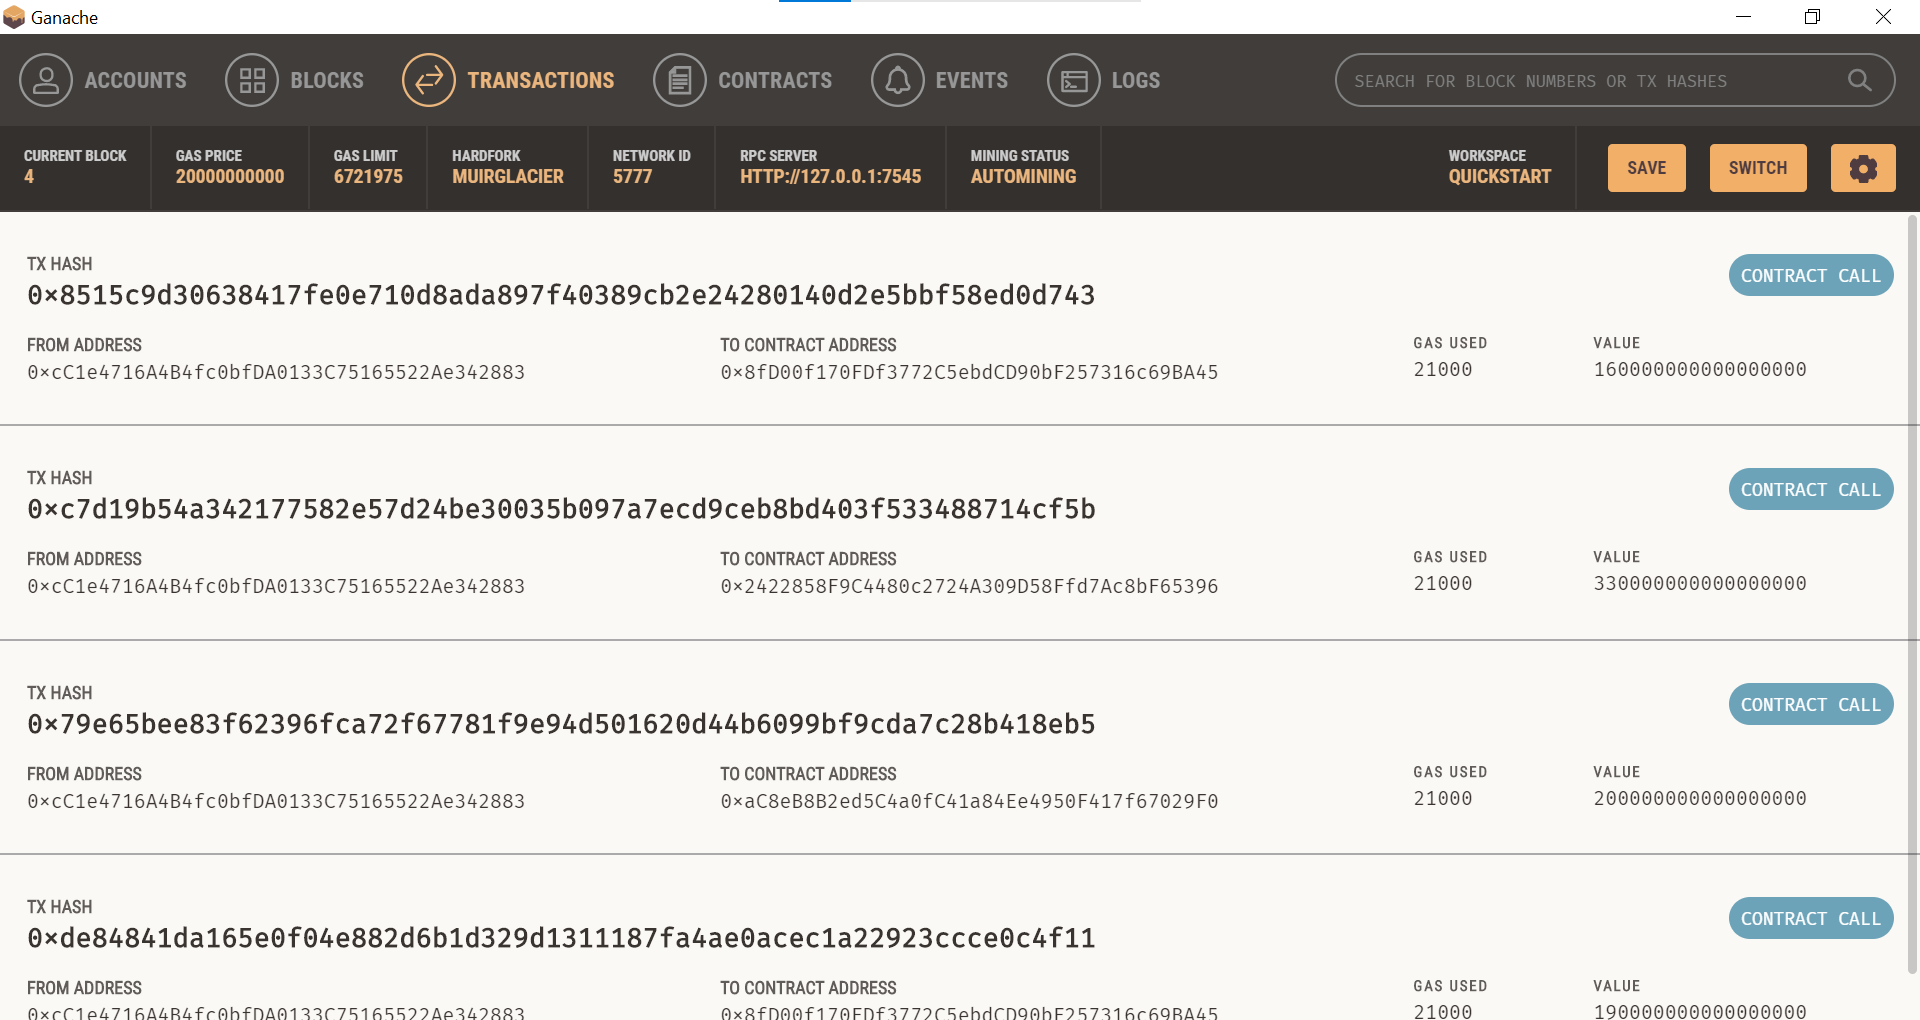 Ganache
ACCOUNTS BLOCKS TRANSACTIONS CONTRACTS EVENTS LOGS SEARCH FOR BLOCK NUMBERS OR TX HASHES
CURRENT BLOCK GAS PRICE GAS LIMIT HARDFORK NETWORK ID RPC SERVER MINING STATUS WORKSPACE
4 20000000000 6721975 MUIRGLACIER 5777 HTTP://127.0.0.1:7545 AUTOMINING QUICKSTART SAVE SWITCH
TX HASH
0×8515c9d30638417fe0e710d8ada897f40389cb2e24280140d2e5bbf58ed0d743 CONTRACT CALL
FROM ADDRESS TO CONTRACT ADDRESS GAS USED VALUE
0×cC1e4716A4B4fc0bfDA0133C75165522Ae342883 0×8fD00f170FDf3772C5ebdCD90bF257316c69BA45 21000 160000000000000000
TX HASH
0×c7d19b54a342177582e57d24be30035b097a7ecd9ceb8bd403f533488714cf5b CONTRACT CALL
FROM ADDRESS TO CONTRACT ADDRESS GAS USED VALUE
0×cC1e4716A4B4fc0bfDA0133C75165522Ae342883 0×2422858F9C4480c2724A309D58Ffd7Ac8bF65396 21000 330000000000000000
TX HASH
0×79e65bee83f62396fca72f67781f9e94d501620d44b6099bf9cda7c28b418eb5 CONTRACT CALL
FROM ADDRESS TO CONTRACT ADDRESS GAS USED VALUE
0×cC1e4716A4B4fc0bfDA0133C75165522Ae342883 0×aC8eB8B2ed5C4a0fC41a84Ee4950F417f67029F0 21000 200000000000000000
TX HASH
0×de84841da165e0f04e882d6b1d329d1311187fa4ae0acec1a22923ccce0c4f11 CONTRACT CALL
FROM ADDRESS TO CONTRACT ADDRESS GAS USED VALUE
0×cC1e4716A4B4fc0bfDA0133C75165522Ae342883 0×8fD00f170FDf3772C5ebdCD90bF257316c69BA45 21000 190000000000000000